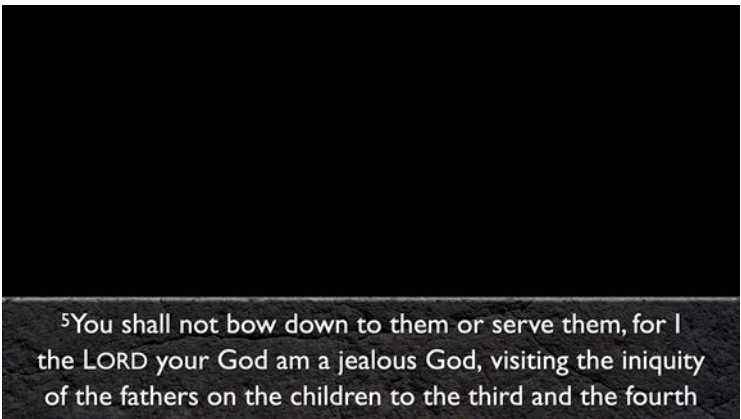 ⁵You shall not bow down to them or serve them, for I
the LORD your God am a jealous God, visiting the iniquity
of the fathers on the children to the third and the fourth